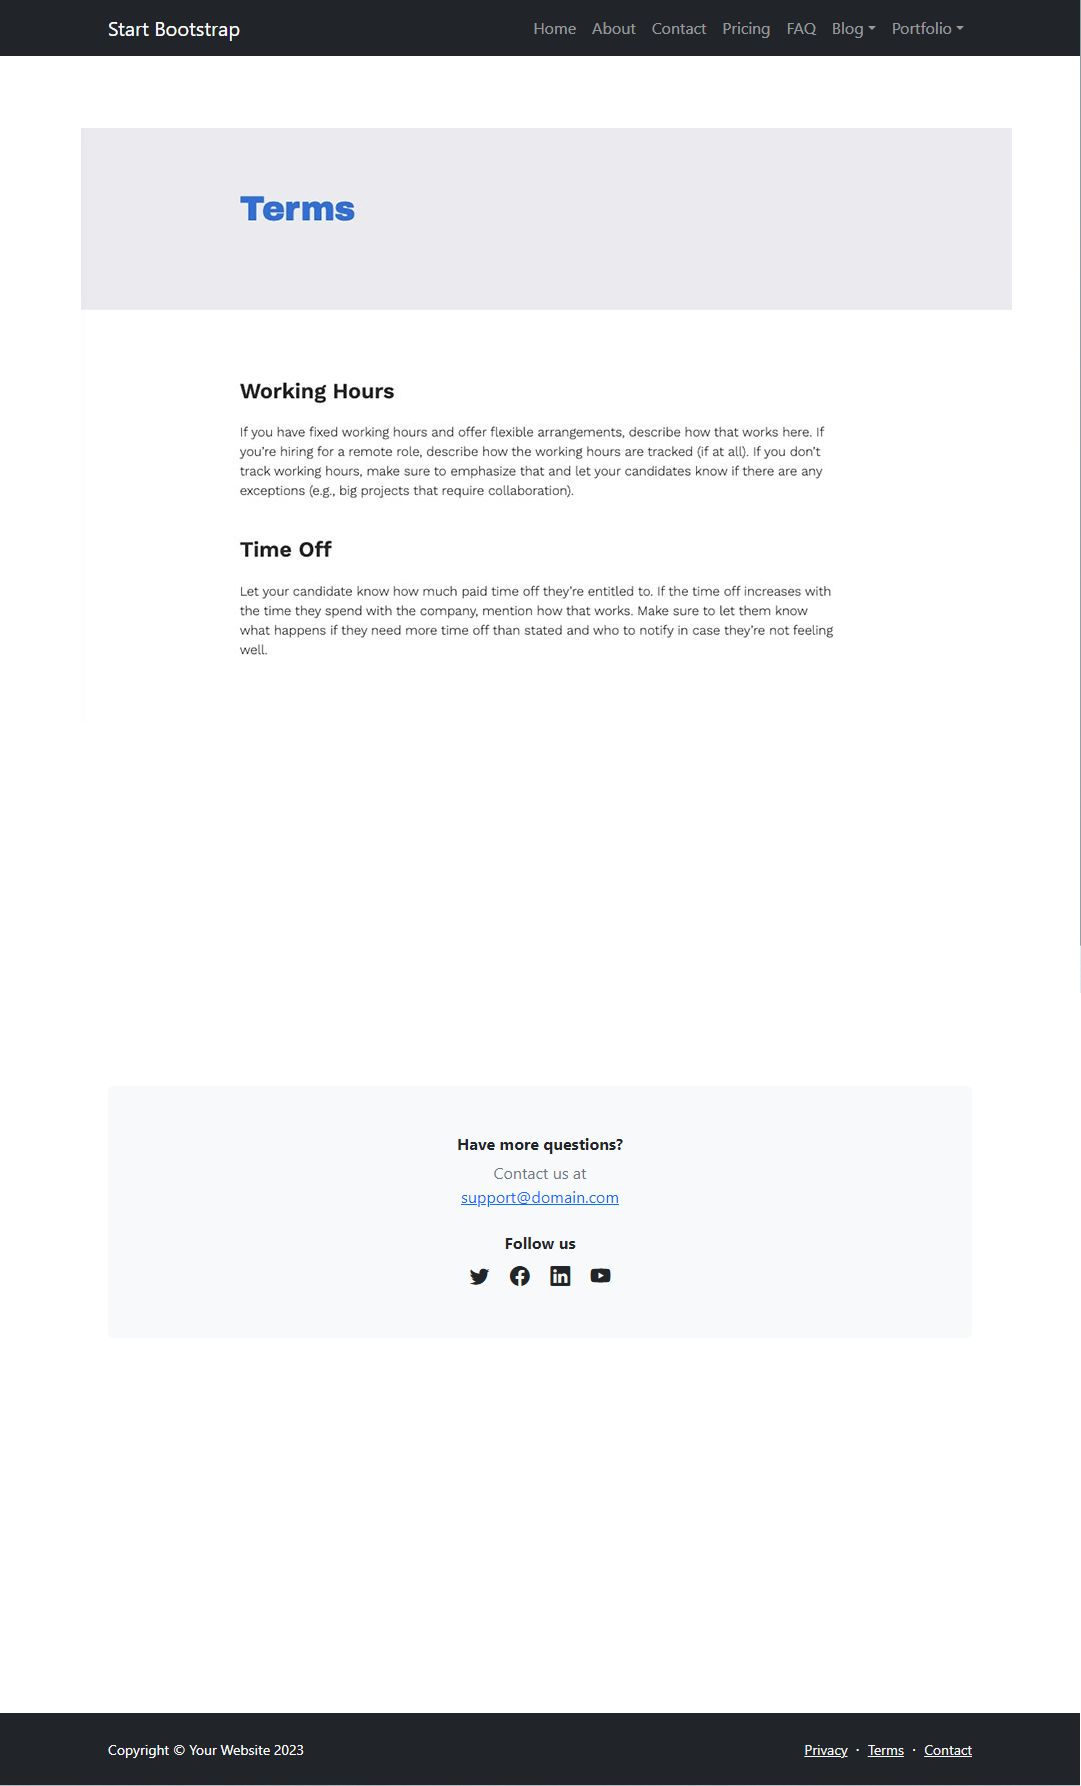 Start Bootstrap
Home About Contact Pricing FAQ Blog Portfolio
Terms
Working Hours
If you have fixed working hours and offer flexible arrangements, describe how that works here. If
you're hiring for a remote role, describe how the working hours are tracked (if at all). If you don't
track working hours, make sure to emphasize that and let your candidates know if there are any
exceptions (e.g., big projects that require collaboration).
Time Off
Let your candidate know how much paid time off they're entitled to. If the time off increases with
the time they spend with the company, mention how that works. Make sure to let them know
what happens if they need more time off than stated and who to notify in case they're not feeling
well.
Have more questions?
Contact us at
support@domain.com
Follow us
Copyright © Your Website 2023
Privacy · Terms · Contact